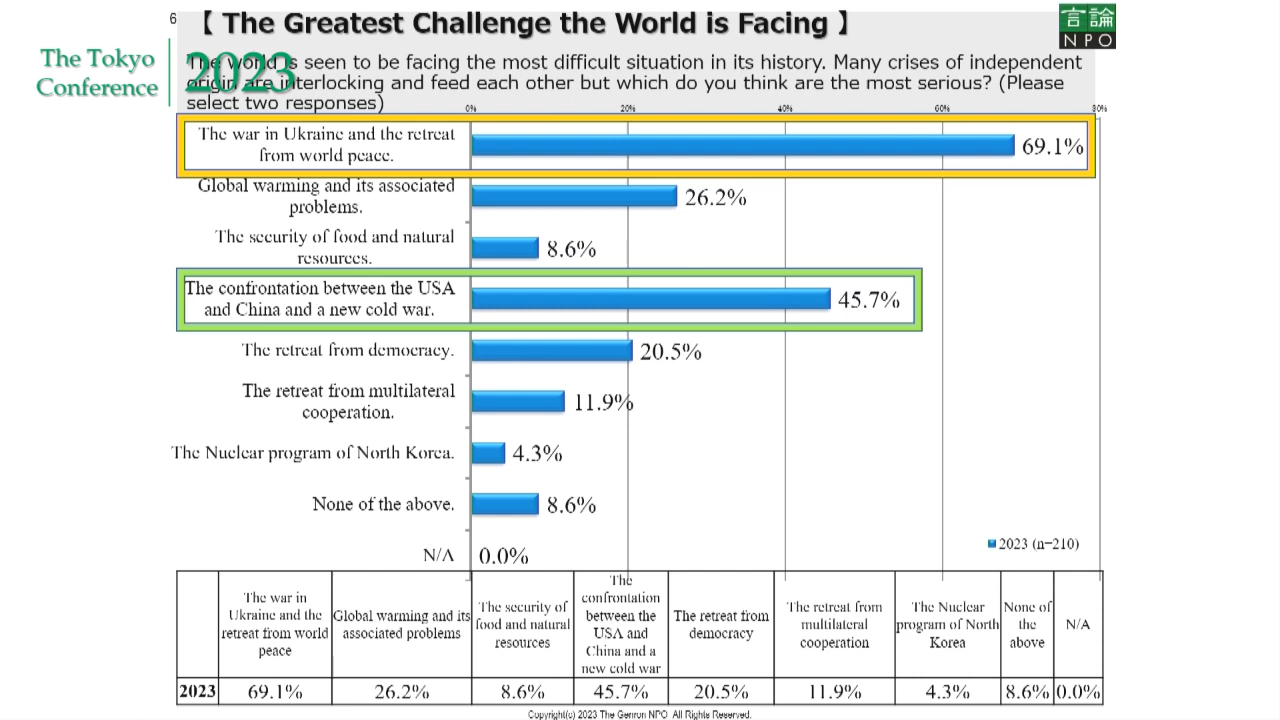 6
【 The Greatest Challenge the World is Facing 】
言論
NPO
The Tokyo
Conference
2023
The world is seen to be facing the most difficult situation in its history. Many crises of independent
origin are interlocking and feed each other but which do you think are the most serious? (Please
select two responses)
0%
20%
40%
60%
80%
The war in Ukraine and the retreat
from world peace.
69.1%
Global warming and its associated
problems.
26.2%
The security of food and natural
resources.
8.6%
The confrontation between the USA
and China and a new cold war.
45.7%
The retreat from democracy.
20.5%
The retreat from multilateral
cooperation.
11.9%
The Nuclear program of North Korea.
4.3%
None of the above.
8.6%
N/A
0.0%
2023 (n=210)
The war in
Ukraine and the
retreat from world
peace
Global warming and its
associated problems
The security of
food and natural
resources
The
confrontation
between the
USA and
China and a
new cold war
The retreat from
democracy
The retreat from
multilateral
cooperation
The Nuclear
program of North
Korea
None of
the
above
N/A
2023 69.1% 26.2% 8.6% 45.7% 20.5% 11.9% 4.3% 8.6% 0.0%
Copyright(c) 2023 The Genron NPO All Rights Reserved.